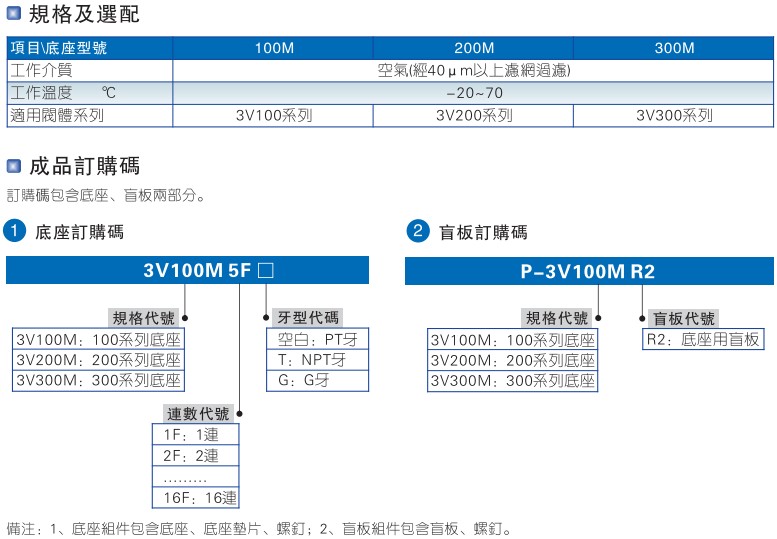 規格及選配
項目\底座型號 100M 200M 300M
工作介質 空氣(經40μm以上濾網過濾)
工作溫度 ℃ -20~70
適用閥體系列 3V100系列 3V200系列 3V300系列
成品訂購碼
訂購碼包含底座、盲板兩部分。
1 底座訂購碼
3V100M 5F □
規格代號
3V100M：100系列底座
3V200M：200系列底座
3V300M：300系列底座
牙型代碼
空白：PT牙
T：NPT牙
G：G牙
連數代號
1F：1連
2F：2連
………
16F：16連
2 盲板訂購碼
P-3V100M R2
規格代號
3V100M：100系列底座
3V200M：200系列底座
3V300M：300系列底座
盲板代號
R2：底座用盲板
備注：1、底座組件包含底座、底座墊片、螺釘；2、盲板組件包含盲板、螺釘。